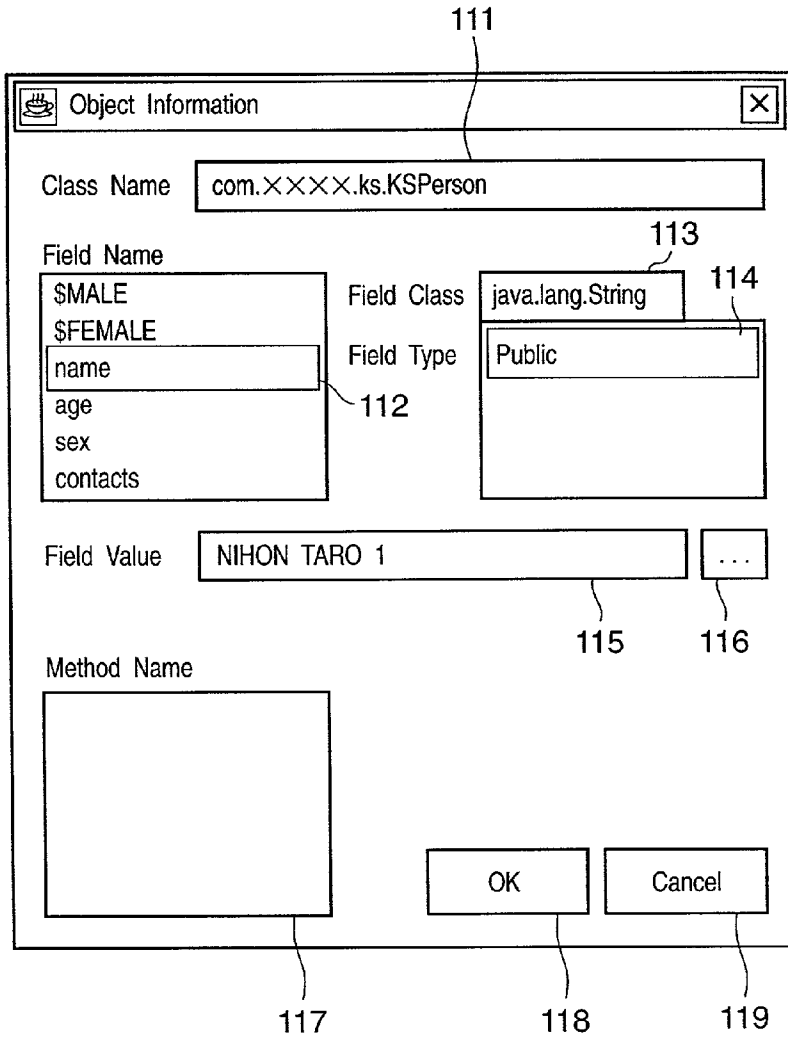 111
Object Information
Class Name com.××××.ks.KSPerson
113
Field Name
114
$MALE Field Class java.lang.String
$FEMALE
name Field Type Public
112
age
sex
contacts
Field Value NIHON TARO 1 ...
115 116
Method Name
OK Cancel
117 118 119